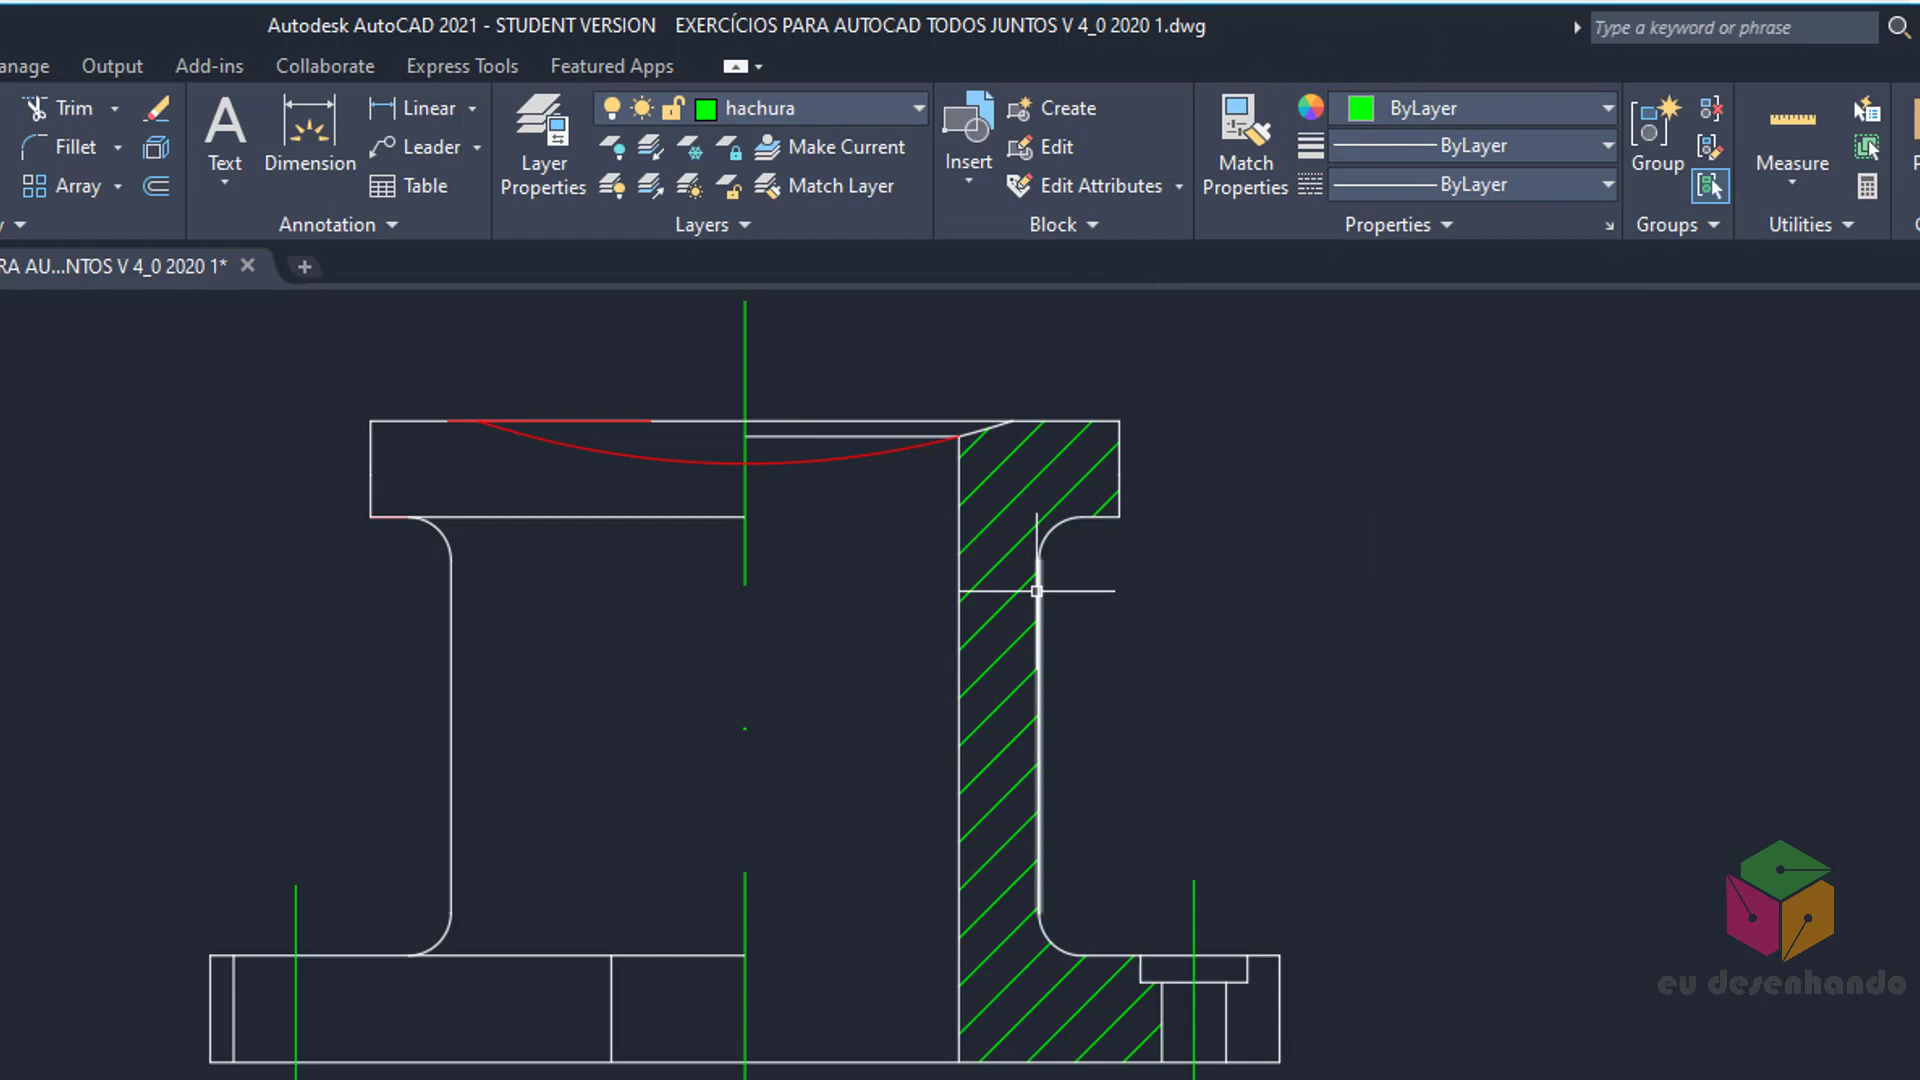 Autodesk AutoCAD 2021 - STUDENT VERSION EXERCÍCIOS PARA AUTOCAD TODOS JUNTOS V 4_0 2020 1.dwg
Type a keyword or phrase
anage Output Add-ins Collaborate Express Tools Featured Apps
Trim
Fillet
Array
Text
Dimension
Linear
Leader
Table
Annotation
Layer Properties
hachura
Make Current
Match Layer
Layers
Insert
Create
Edit
Edit Attributes
Block
Match Properties
ByLayer
ByLayer
ByLayer
Properties
Group
Groups
Measure
Utilities
RA AU...NTOS V 4_0 2020 1*
eu desenhando